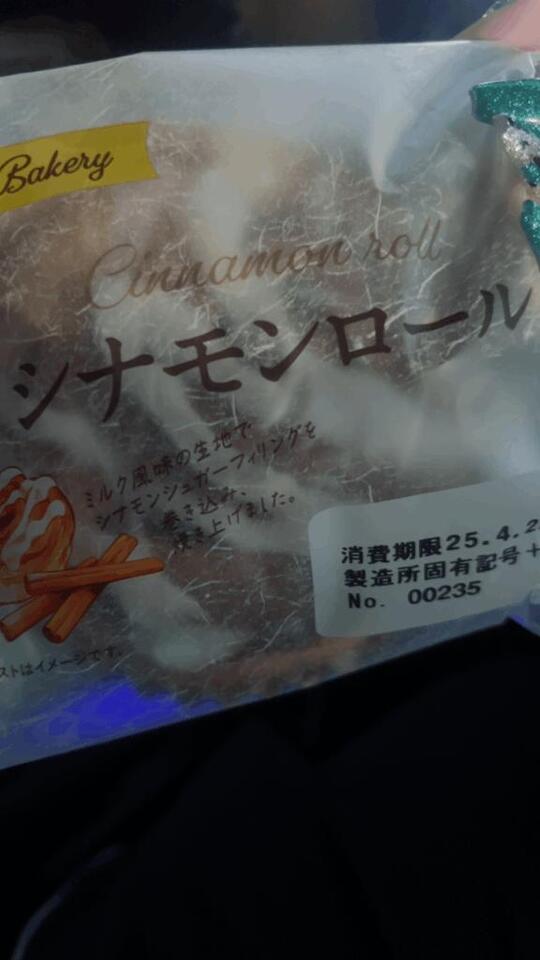 Bakery
Cinnamon roll
シナモンロール
ミルク風味の生地で
シナモンシュガーフィリングを
巻き込み、
焼き上げました。
消費期限25.4.2
製造所固有記号+
No. 00235
ストはイメージです。